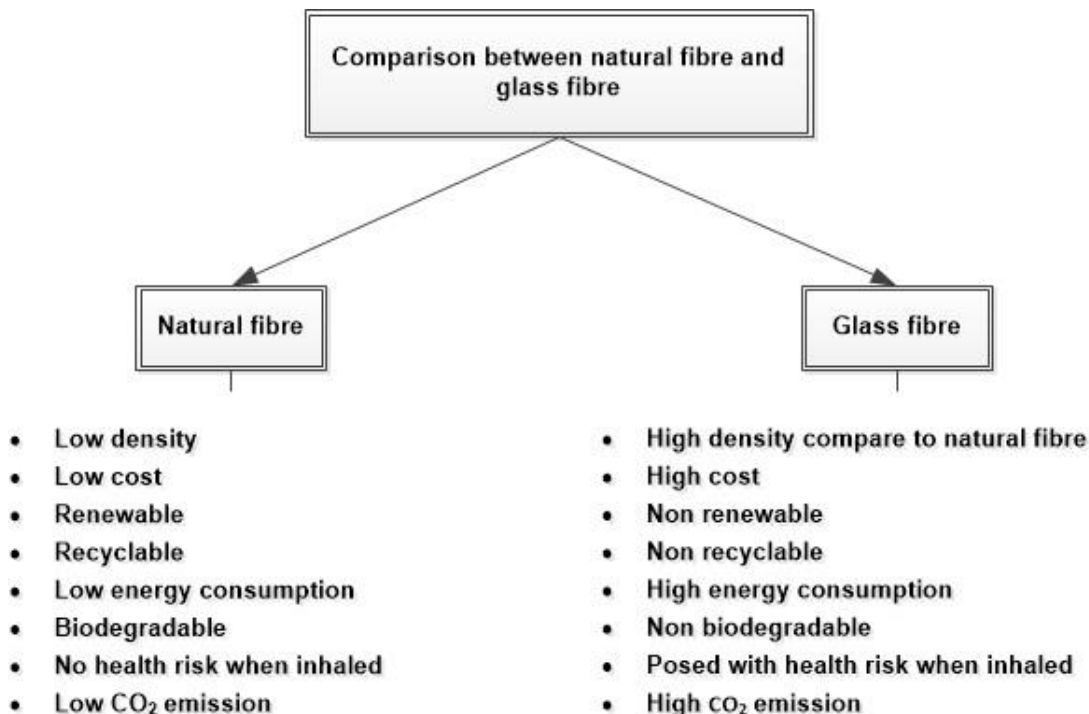 Comparison between natural fibre and
glass fibre
Natural fibre
Glass fibre
• Low density
• Low cost
• Renewable
• Recyclable
• Low energy consumption
• Biodegradable
• No health risk when inhaled
• Low CO₂ emission
• High density compare to natural fibre
• High cost
• Non renewable
• Non recyclable
• High energy consumption
• Non biodegradable
• Posed with health risk when inhaled
• High CO₂ emission